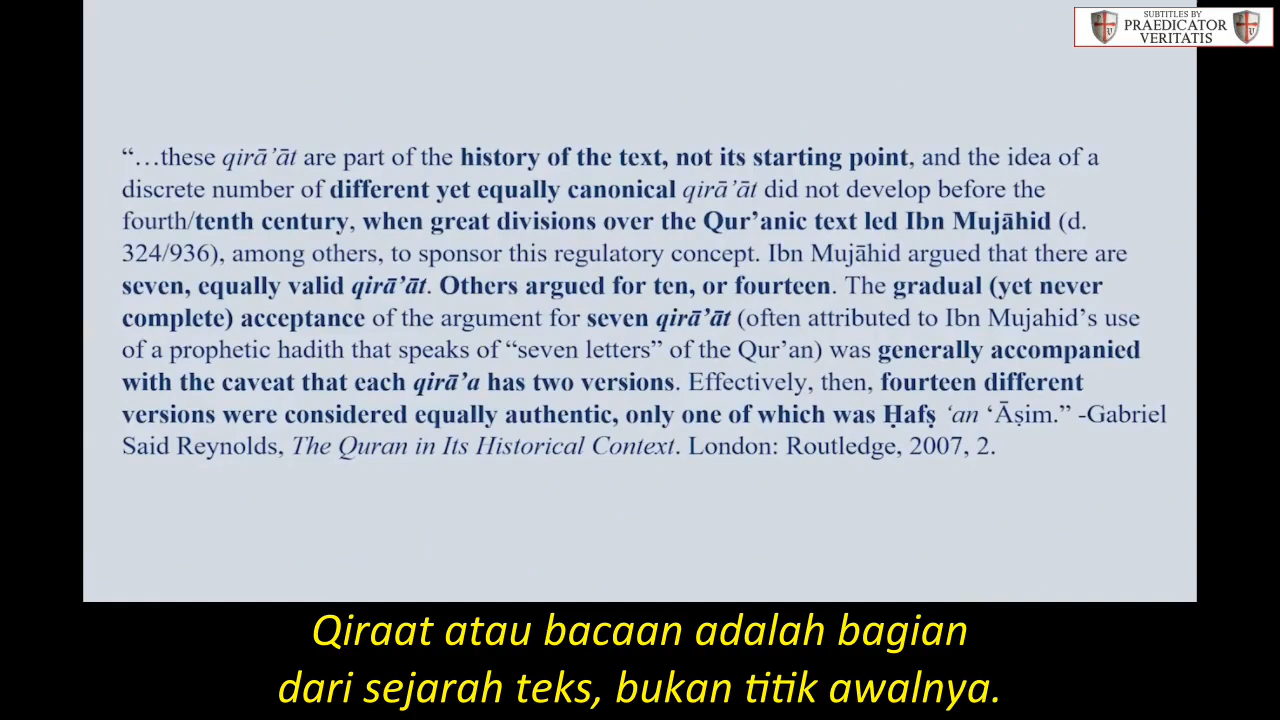 SUBTITLES BY
PRAEDICATOR
VERITATIS
“…these qirā’āt are part of the history of the text, not its starting point, and the idea of a
discrete number of different yet equally canonical qirā’āt did not develop before the
fourth/tenth century, when great divisions over the Qur’anic text led Ibn Mujāhid (d.
324/936), among others, to sponsor this regulatory concept. Ibn Mujāhid argued that there are
seven, equally valid qirā’āt. Others argued for ten, or fourteen. The gradual (yet never
complete) acceptance of the argument for seven qirā’āt (often attributed to Ibn Mujahid’s use
of a prophetic hadith that speaks of “seven letters” of the Qur’an) was generally accompanied
with the caveat that each qirā’a has two versions. Effectively, then, fourteen different
versions were considered equally authentic, only one of which was Ḥafṣ ‘an ‘Āṣim.” -Gabriel
Said Reynolds, The Quran in Its Historical Context. London: Routledge, 2007, 2.
Qiraat atau bacaan adalah bagian
dari sejarah teks, bukan titik awalnya.